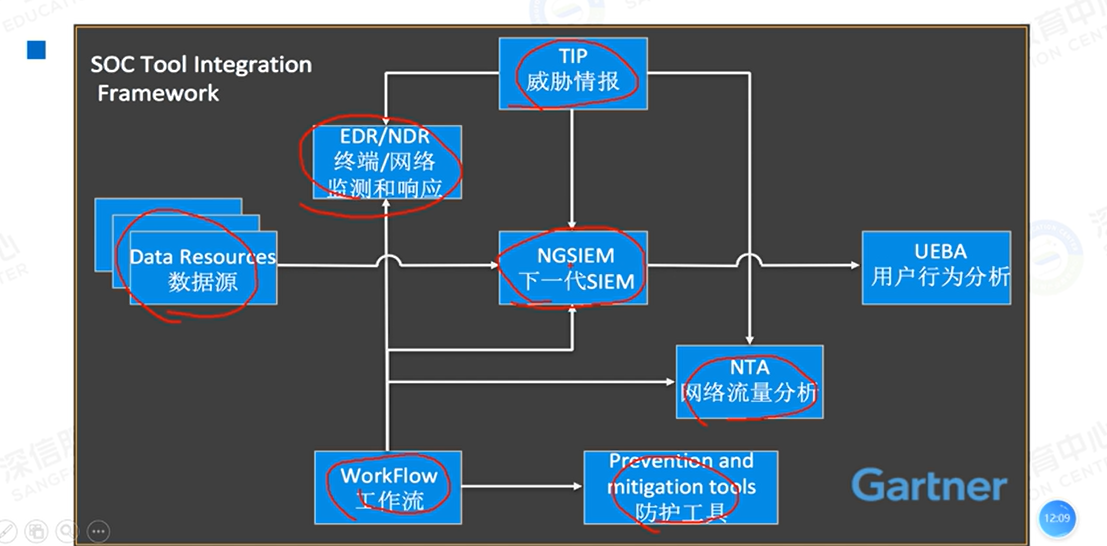 SOC Tool Integration
Framework
TIP
威胁情报
EDR/NDR
终端/网络
监测和响应
Data Resources
数据源
NGSIEM
下一代SIEM
UEBA
用户行为分析
NTA
网络流量分析
WorkFlow
工作流
Prevention and
mitigation tools
防护工具
Gartner
12:09